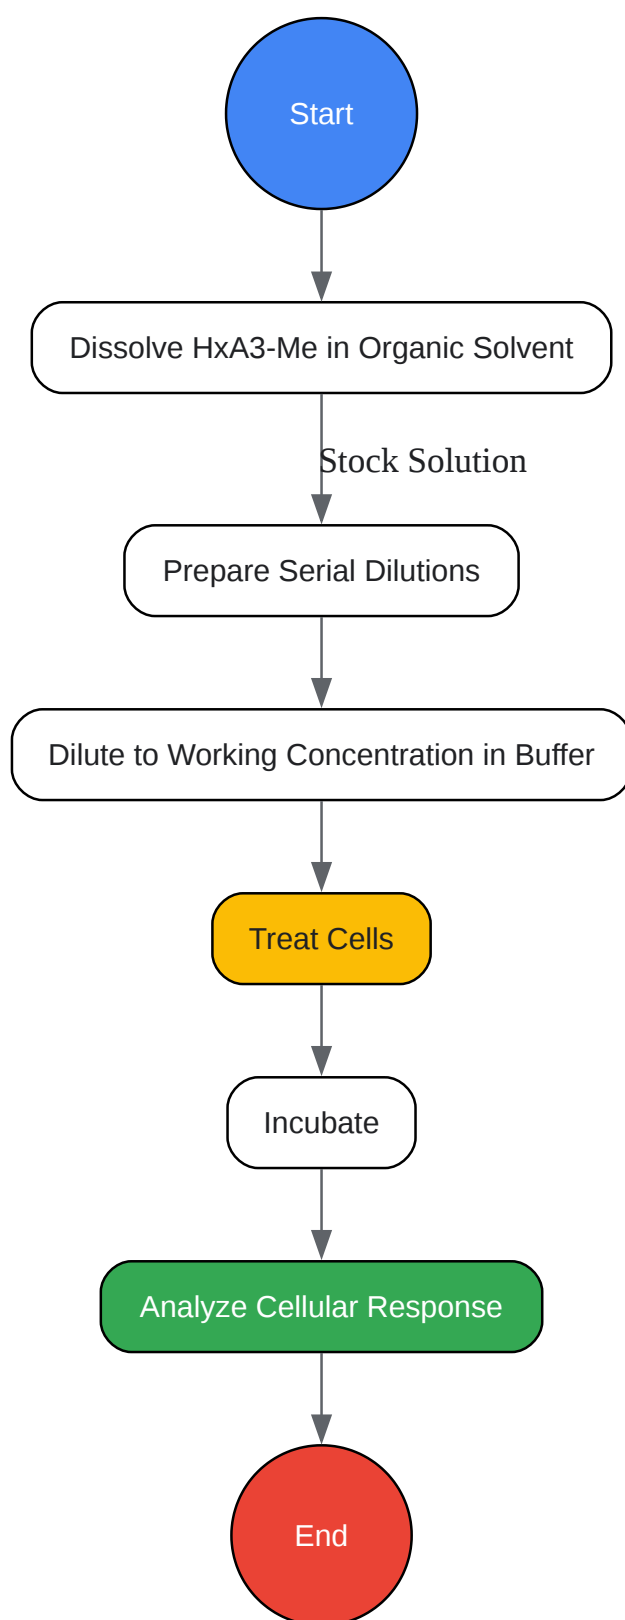 Start
Dissolve HxA3-Me in Organic Solvent
Stock Solution
Prepare Serial Dilutions
Dilute to Working Concentration in Buffer
Treat Cells
Incubate
Analyze Cellular Response
End